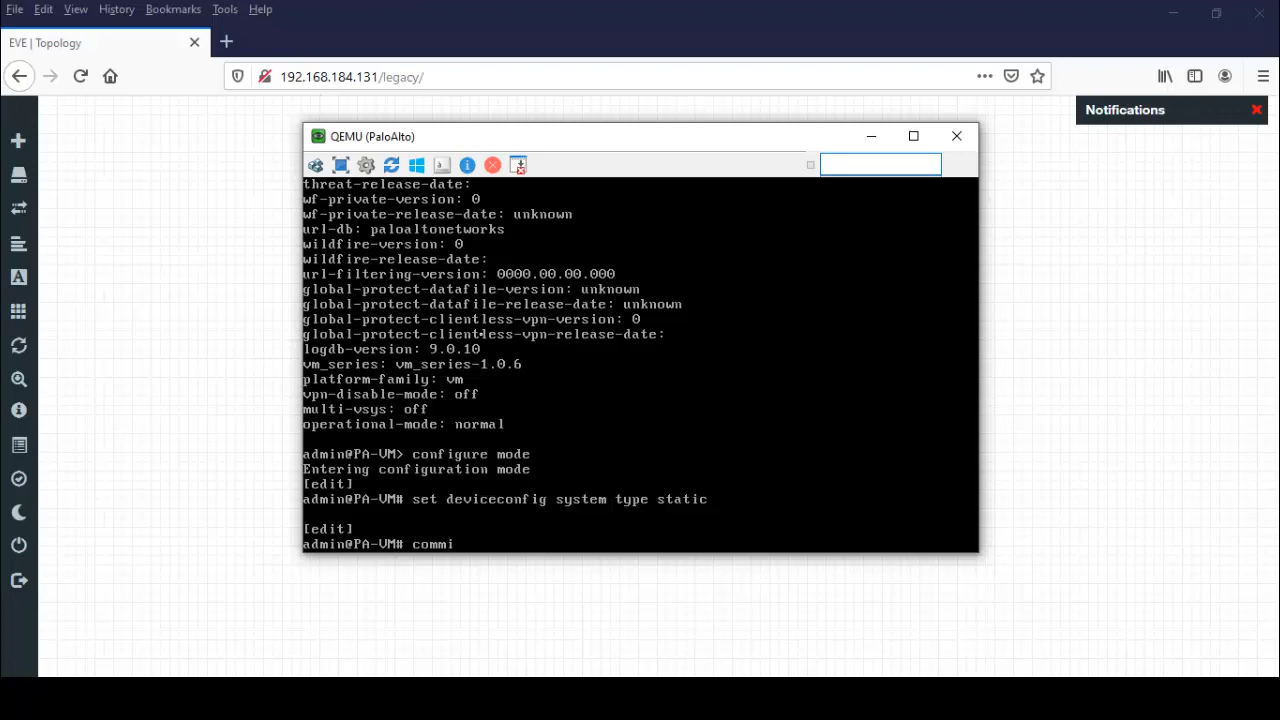 File Edit View History Bookmarks Tools Help
EVE | Topology
192.168.184.131/legacy/
Notifications
QEMU (PaloAlto)
threat-release-date:
wf-private-version: 0
wf-private-release-date: unknown
url-db: paloaltonetworks
wildfire-version: 0
wildfire-release-date:
url-filtering-version: 0000.00.00.000
global-protect-datafile-version: unknown
global-protect-datafile-release-date: unknown
global-protect-clientless-vpn-version: 0
global-protect-clientless-vpn-release-date:
logdb-version: 9.0.10
vm_series: vm_series-1.0.6
platform-family: vm
vpn-disable-mode: off
multi-vsys: off
operational-mode: normal
admin@PA-VM> configure mode
Entering configuration mode
[edit]
admin@PA-VM# set deviceconfig system type static
[edit]
admin@PA-VM# commi